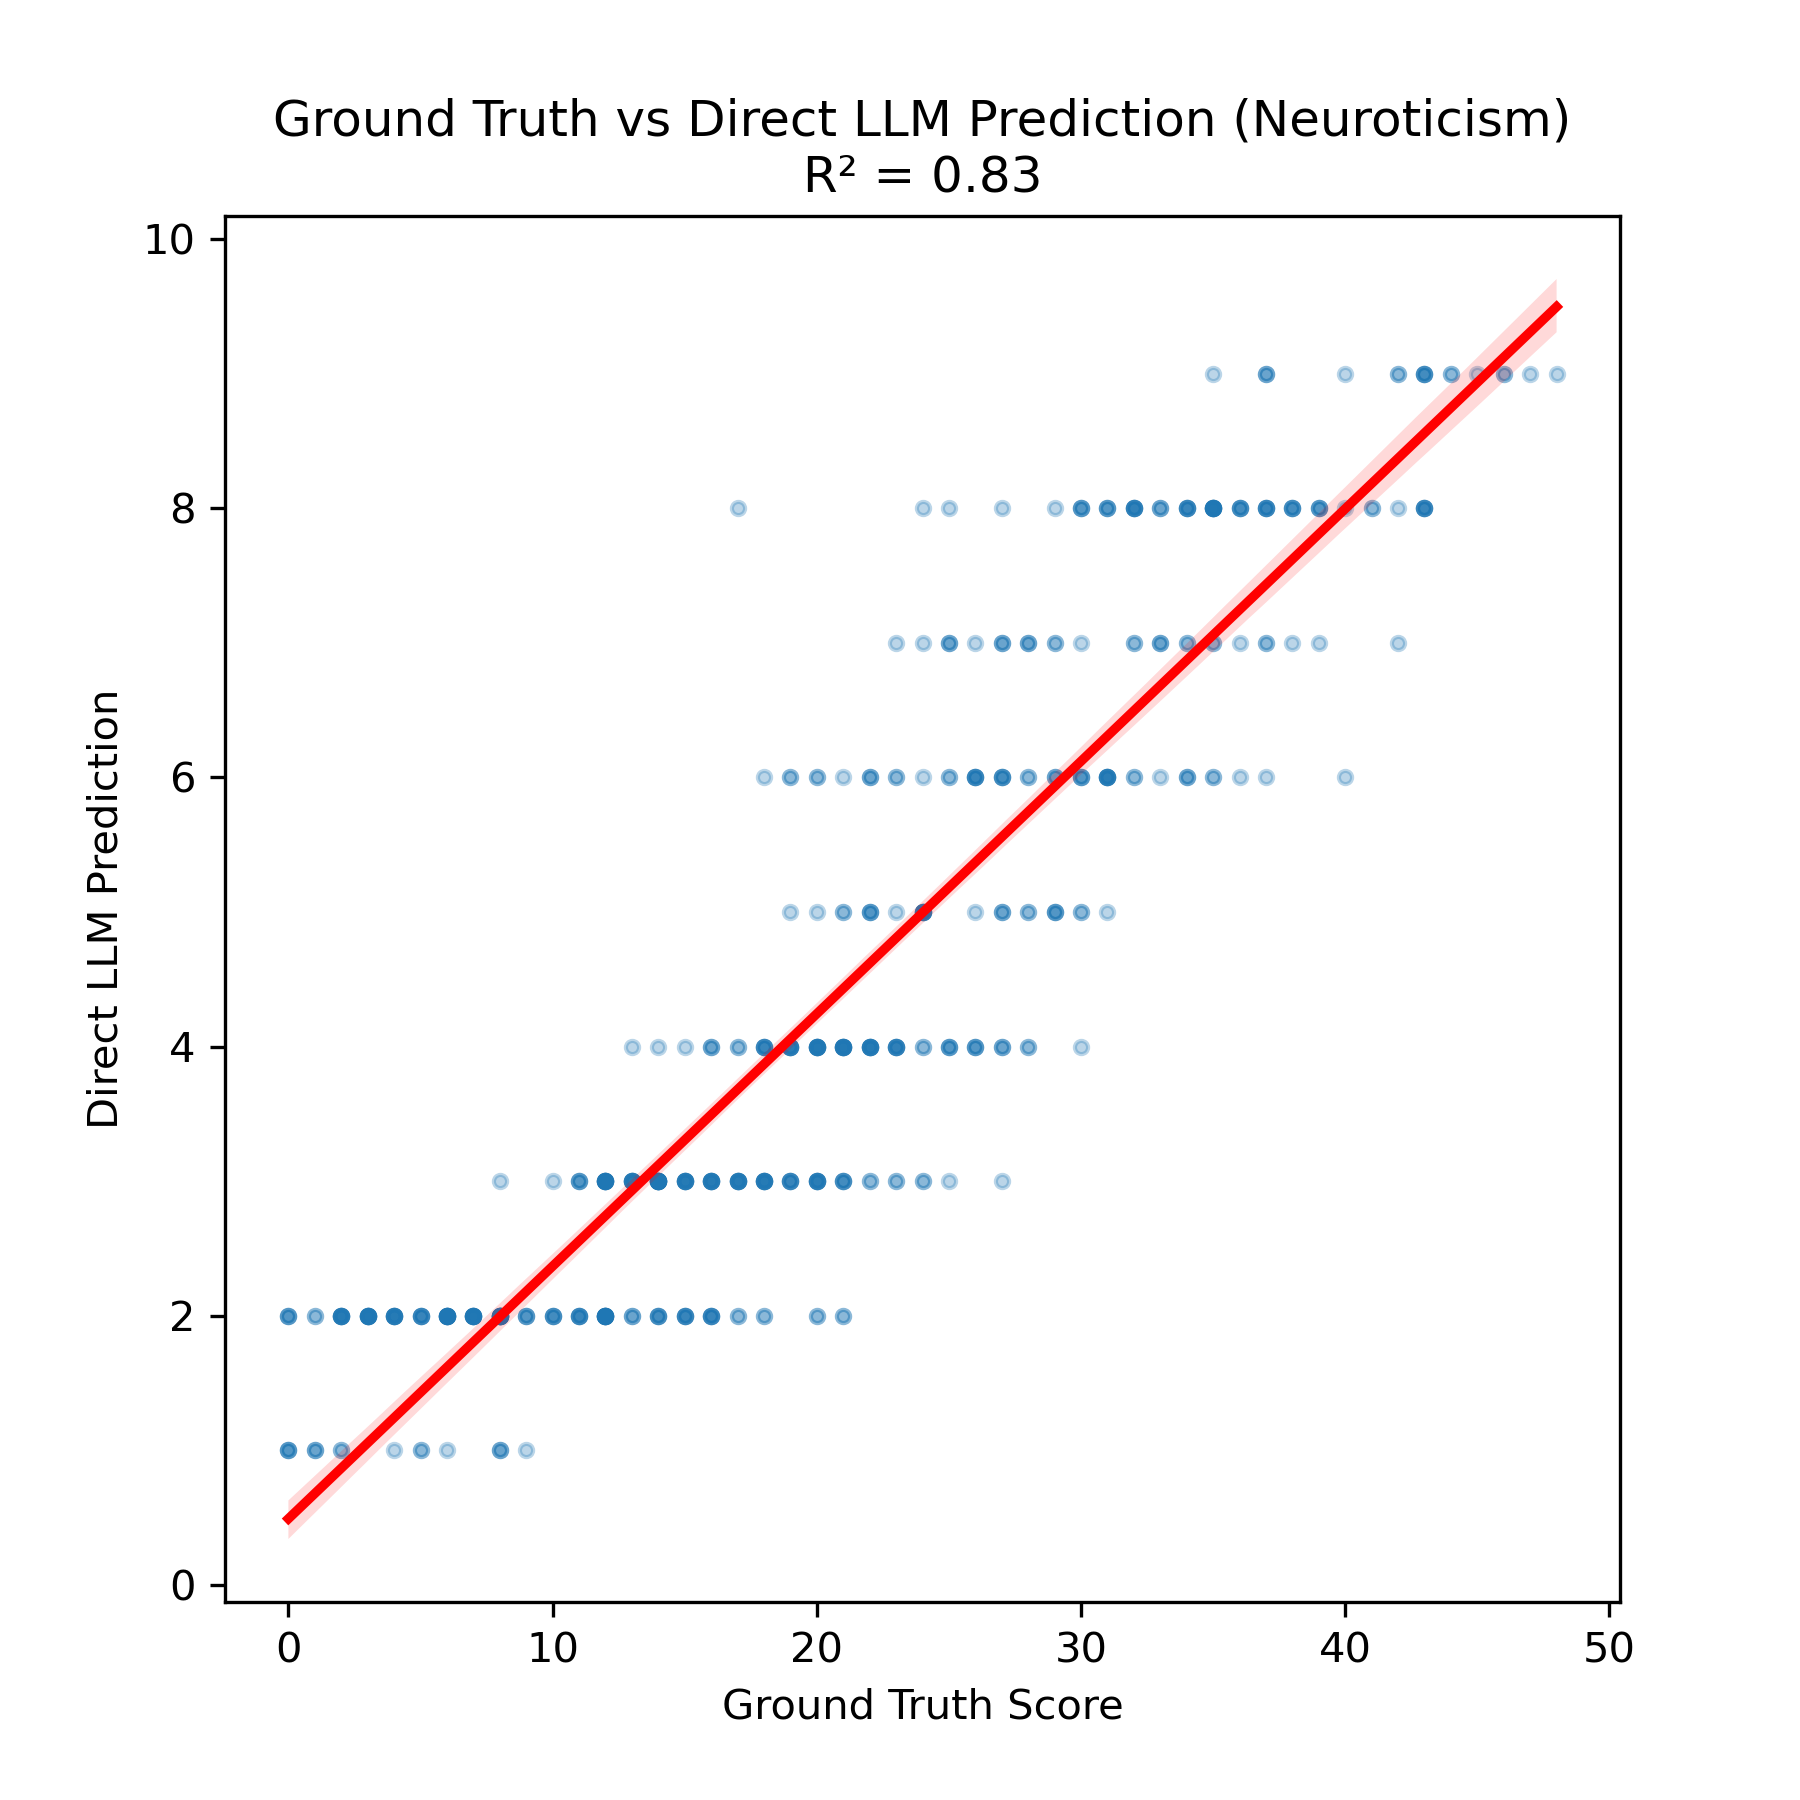 Ground Truth vs Direct LLM Prediction (Neuroticism)
R² = 0.83
10
8
6
4
2
0
Direct LLM Prediction
0 10 20 30 40 50
Ground Truth Score